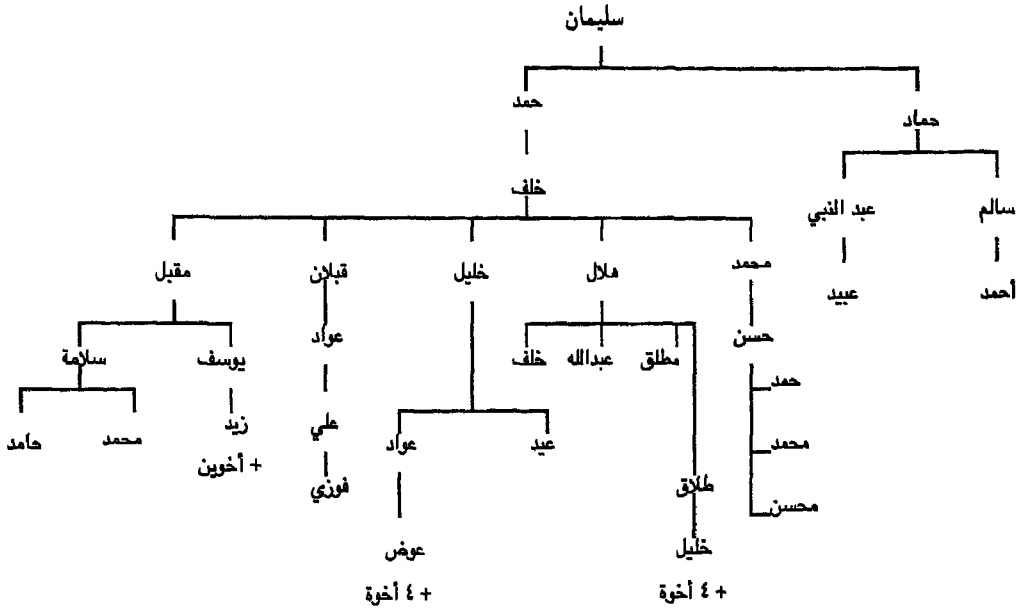 سليمان
حمد
حماد
خلف
سالم
عبد النبي
محمد
هلال
خليل
قبلان
مقبل
أحمد
عبيد
حسن
عواد
مطلق
عبدالله
خلف
يوسف
سلامة
حمد
محمد
محسن
عيد
عواد
علي
زيد
+ أخوين
محمد
حامد
طلاق
فوزي
خليل
+ ٤ أخوة
عوض
+ ٤ أخوة